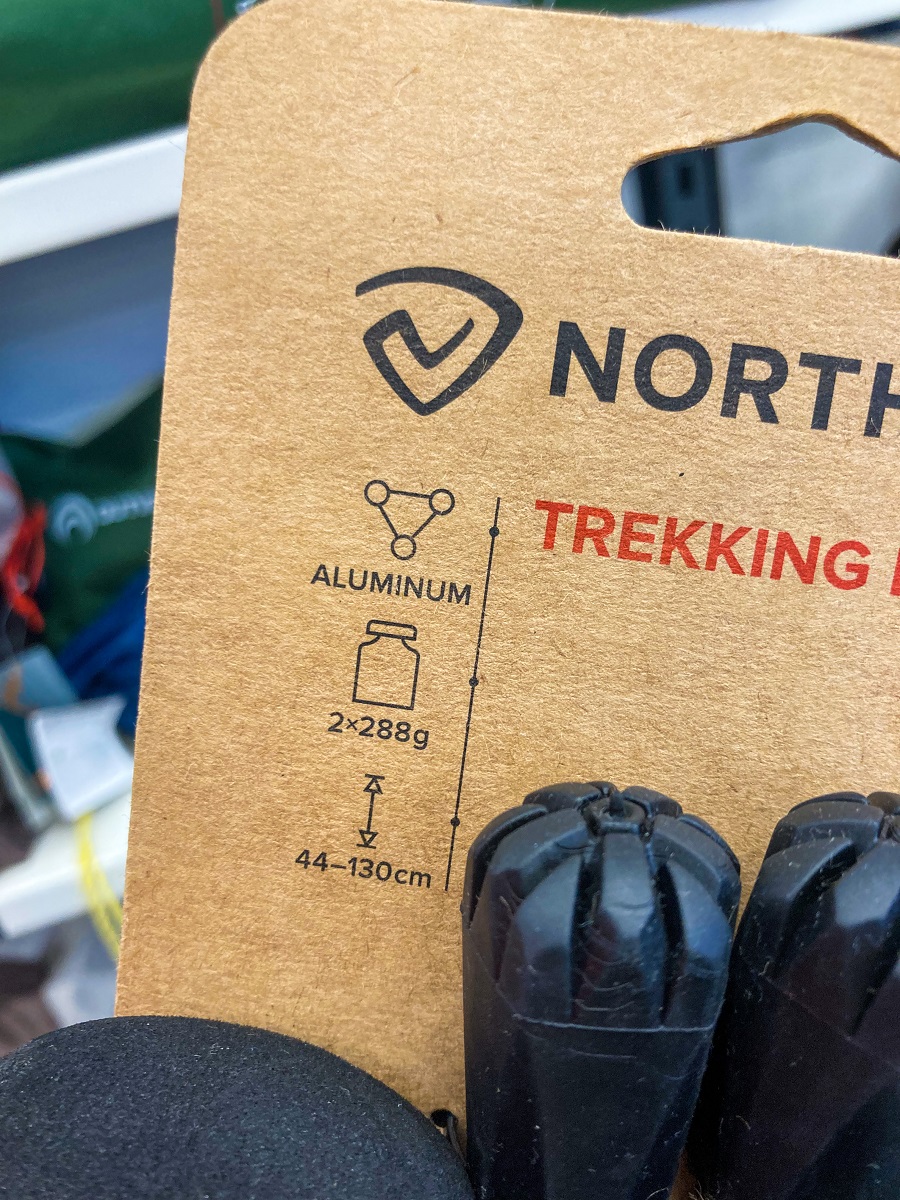 NORTH
TREKKING
ALUMINUM
2×288g
44–130cm